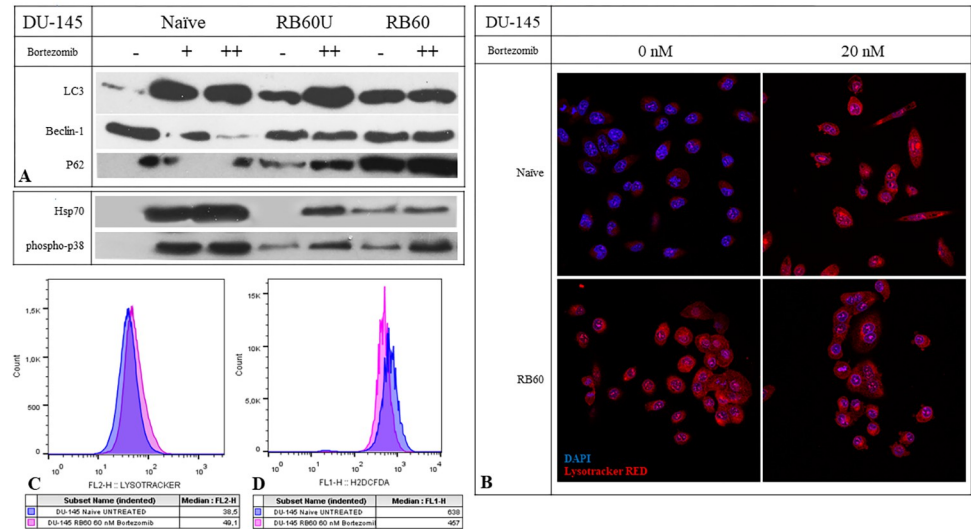 DU-145 Naïve RB60U RB60
Bortezomib - + ++ - ++ - ++
LC3
Beclin-1
P62
A
Hsp70
phospho-p38
DU-145
Bortezomib 0 nM 20 nM
Naïve
RB60
DAPI
Lysotracker RED
B
1,5K
1,0K
500
0
Count
10^0 10^1 10^2 10^3
FL2-H :: LYSOTRACKER
C
Subset Name (indented) Median : FL2-H
DU-145 Naive UNTREATED 38,5
DU-145 RB60 60 nM Bortezomib 49,1
15K
10K
5,0K
0
Count
10^0 10^1 10^2 10^3 10^4
FL1-H :: H2DCFDA
D
Subset Name (indented) Median : FL1-H
DU-145 Naive UNTREATED 638
DU-145 RB60 60 nM Bortezomil 457